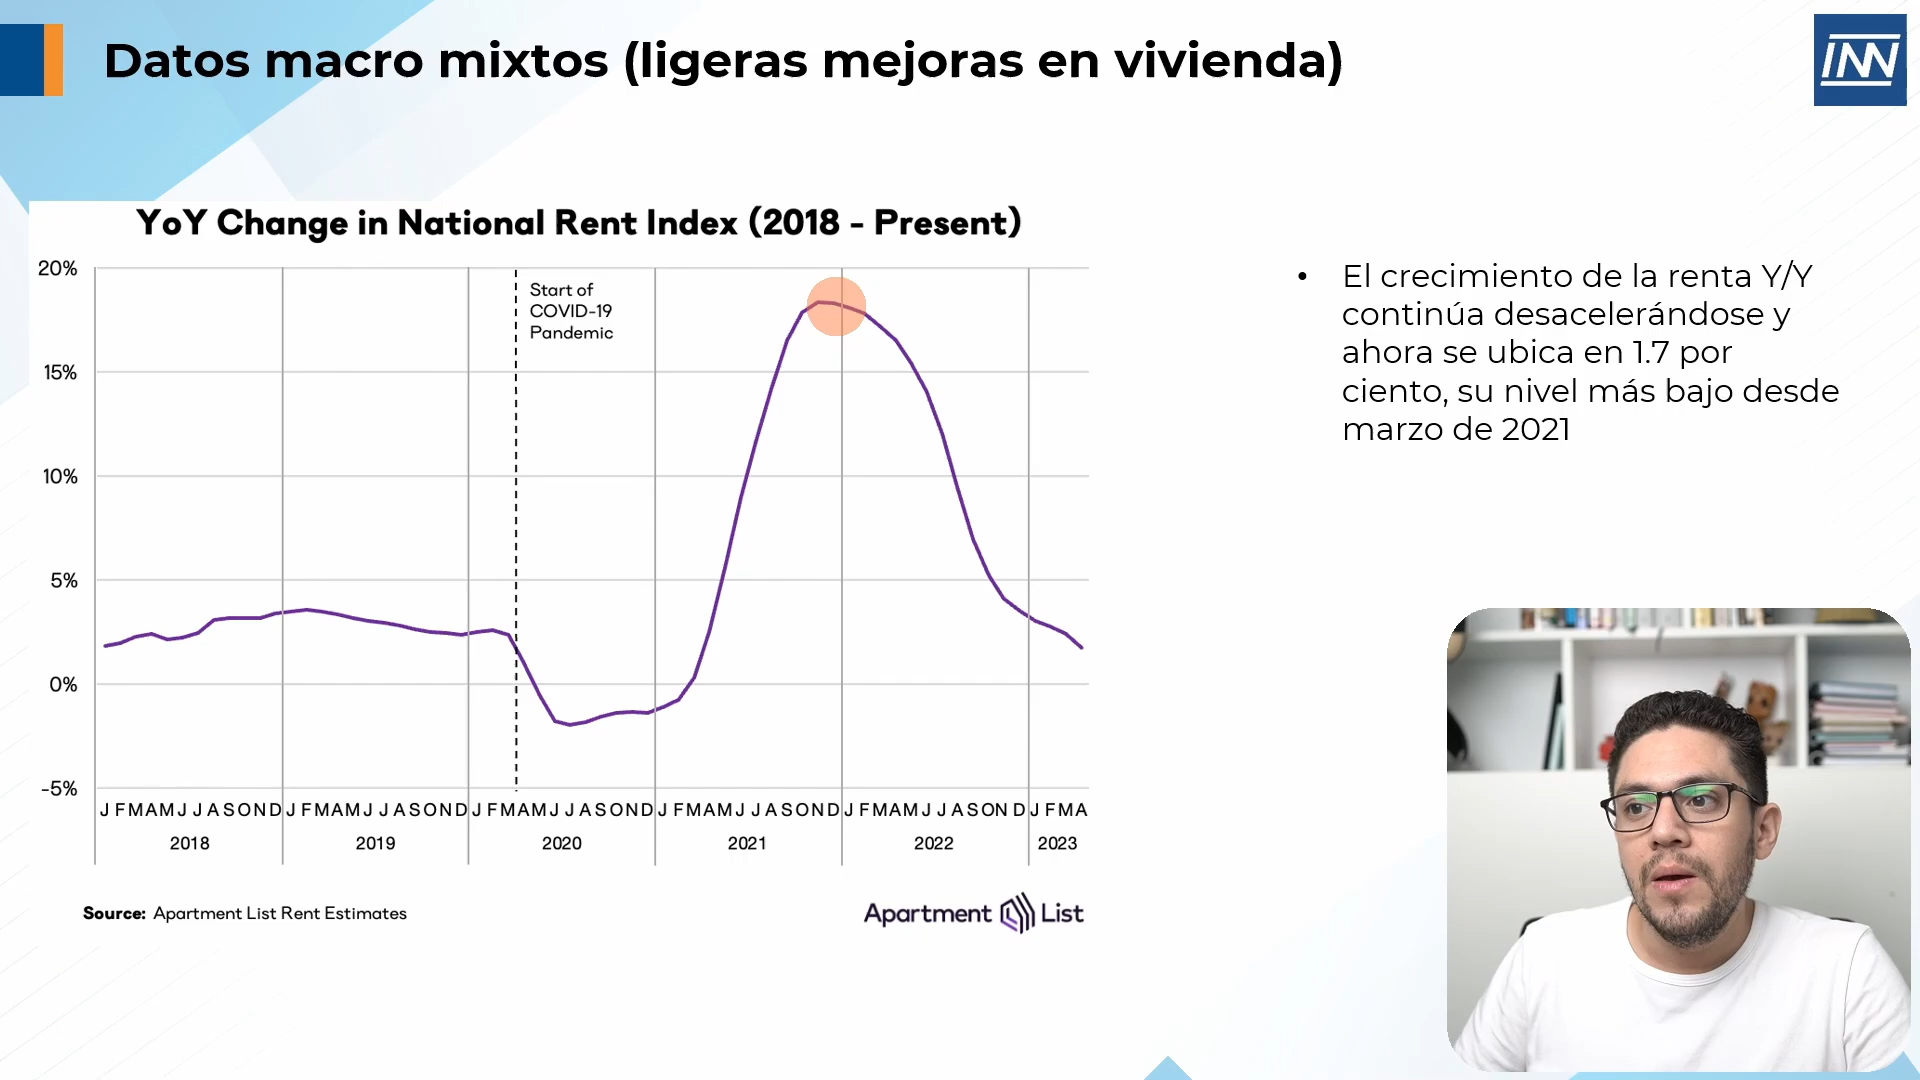 Datos macro mixtos (ligeras mejoras en vivienda)
INN
YoY Change in National Rent Index (2018 - Present)
20%
15%
10%
5%
0%
-5%
Start of
COVID-19
Pandemic
J F M A M J J A S O N D J F M A M J J A S O N D J F M A M J J A S O N D J F M A M J J A S O N D J F M A M J J A S O N D J F M A
2018 2019 2020 2021 2022 2023
Source: Apartment List Rent Estimates
Apartment List
• El crecimiento de la renta Y/Y
continúa desacelerándose y
ahora se ubica en 1.7 por
ciento, su nivel más bajo desde
marzo de 2021